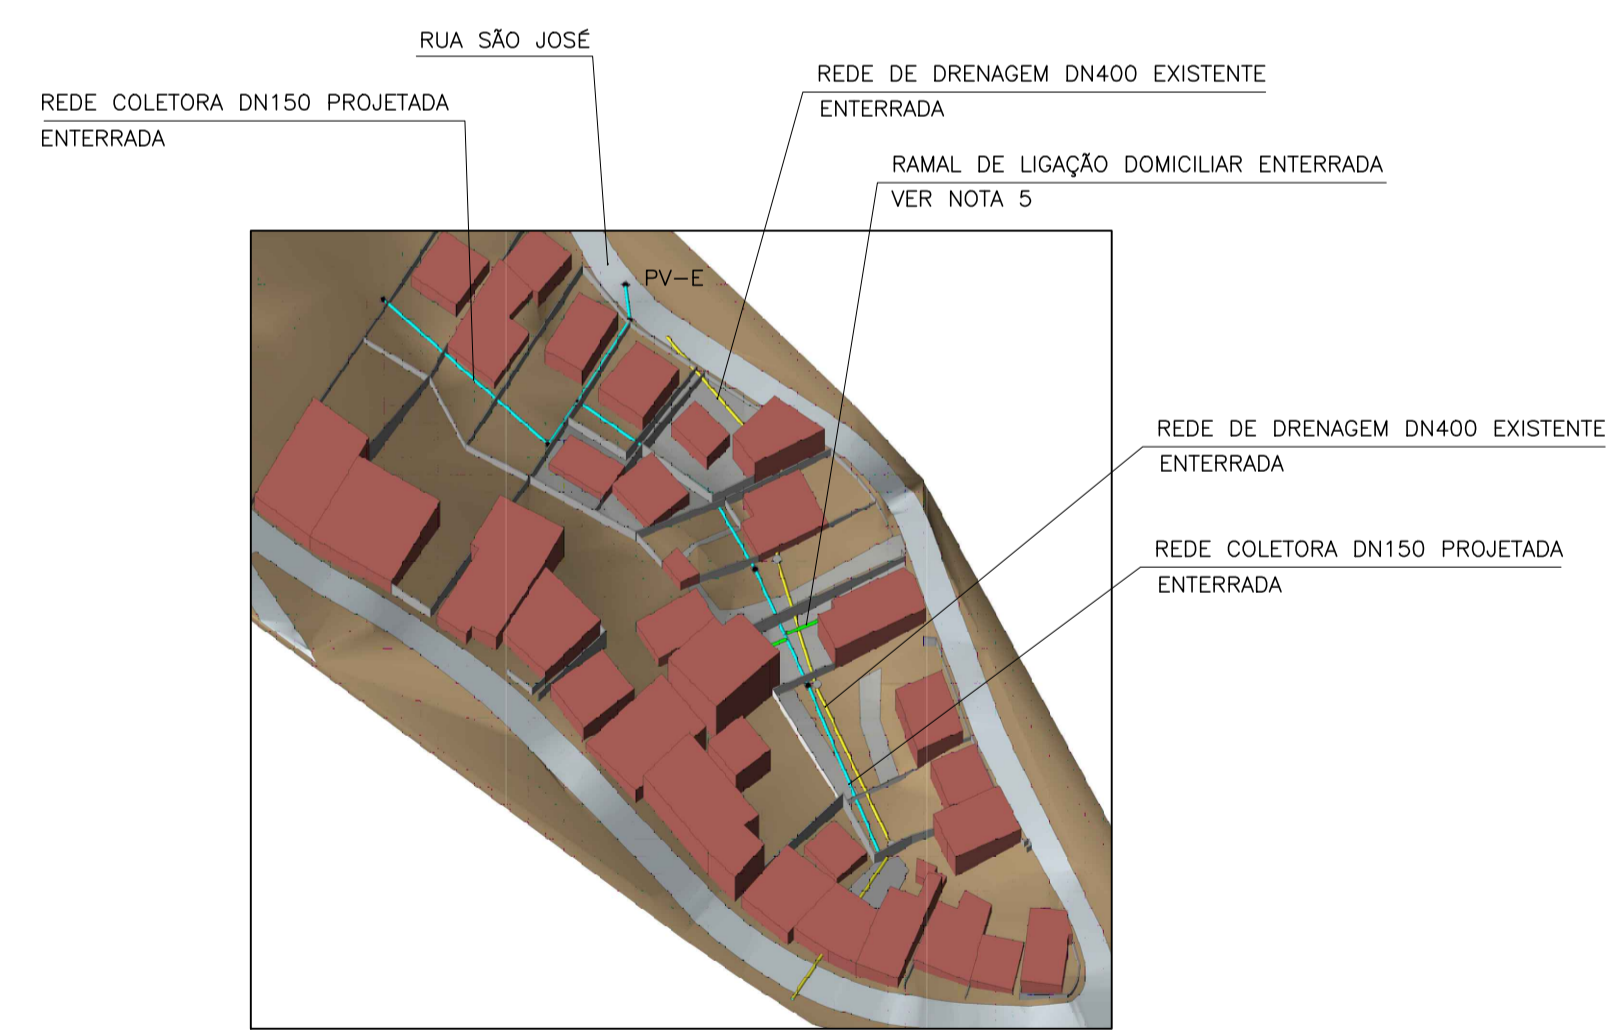 RUA SÃO JOSÉ
REDE DE DRENAGEM DN400 EXISTENTE
ENTERRADA
REDE COLETORA DN150 PROJETADA
ENTERRADA
RAMAL DE LIGAÇÃO DOMICILIAR ENTERRADA
VER NOTA 5
PV-E
REDE DE DRENAGEM DN400 EXISTENTE
ENTERRADA
REDE COLETORA DN150 PROJETADA
ENTERRADA